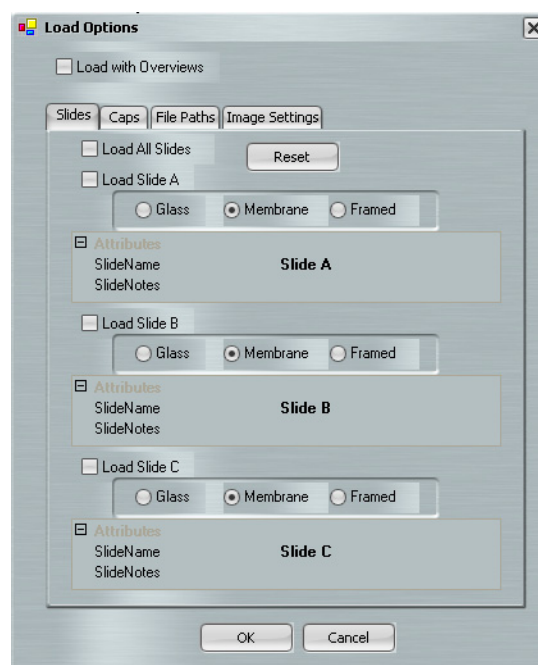 Load Options
Load with Overviews
Slides Caps File Paths Image Settings
Load All Slides Reset
Load Slide A
Glass Membrane Framed
Attributes
SlideName Slide A
SlideNotes
Load Slide B
Glass Membrane Framed
Attributes
SlideName Slide B
SlideNotes
Load Slide C
Glass Membrane Framed
Attributes
SlideName Slide C
SlideNotes
OK Cancel